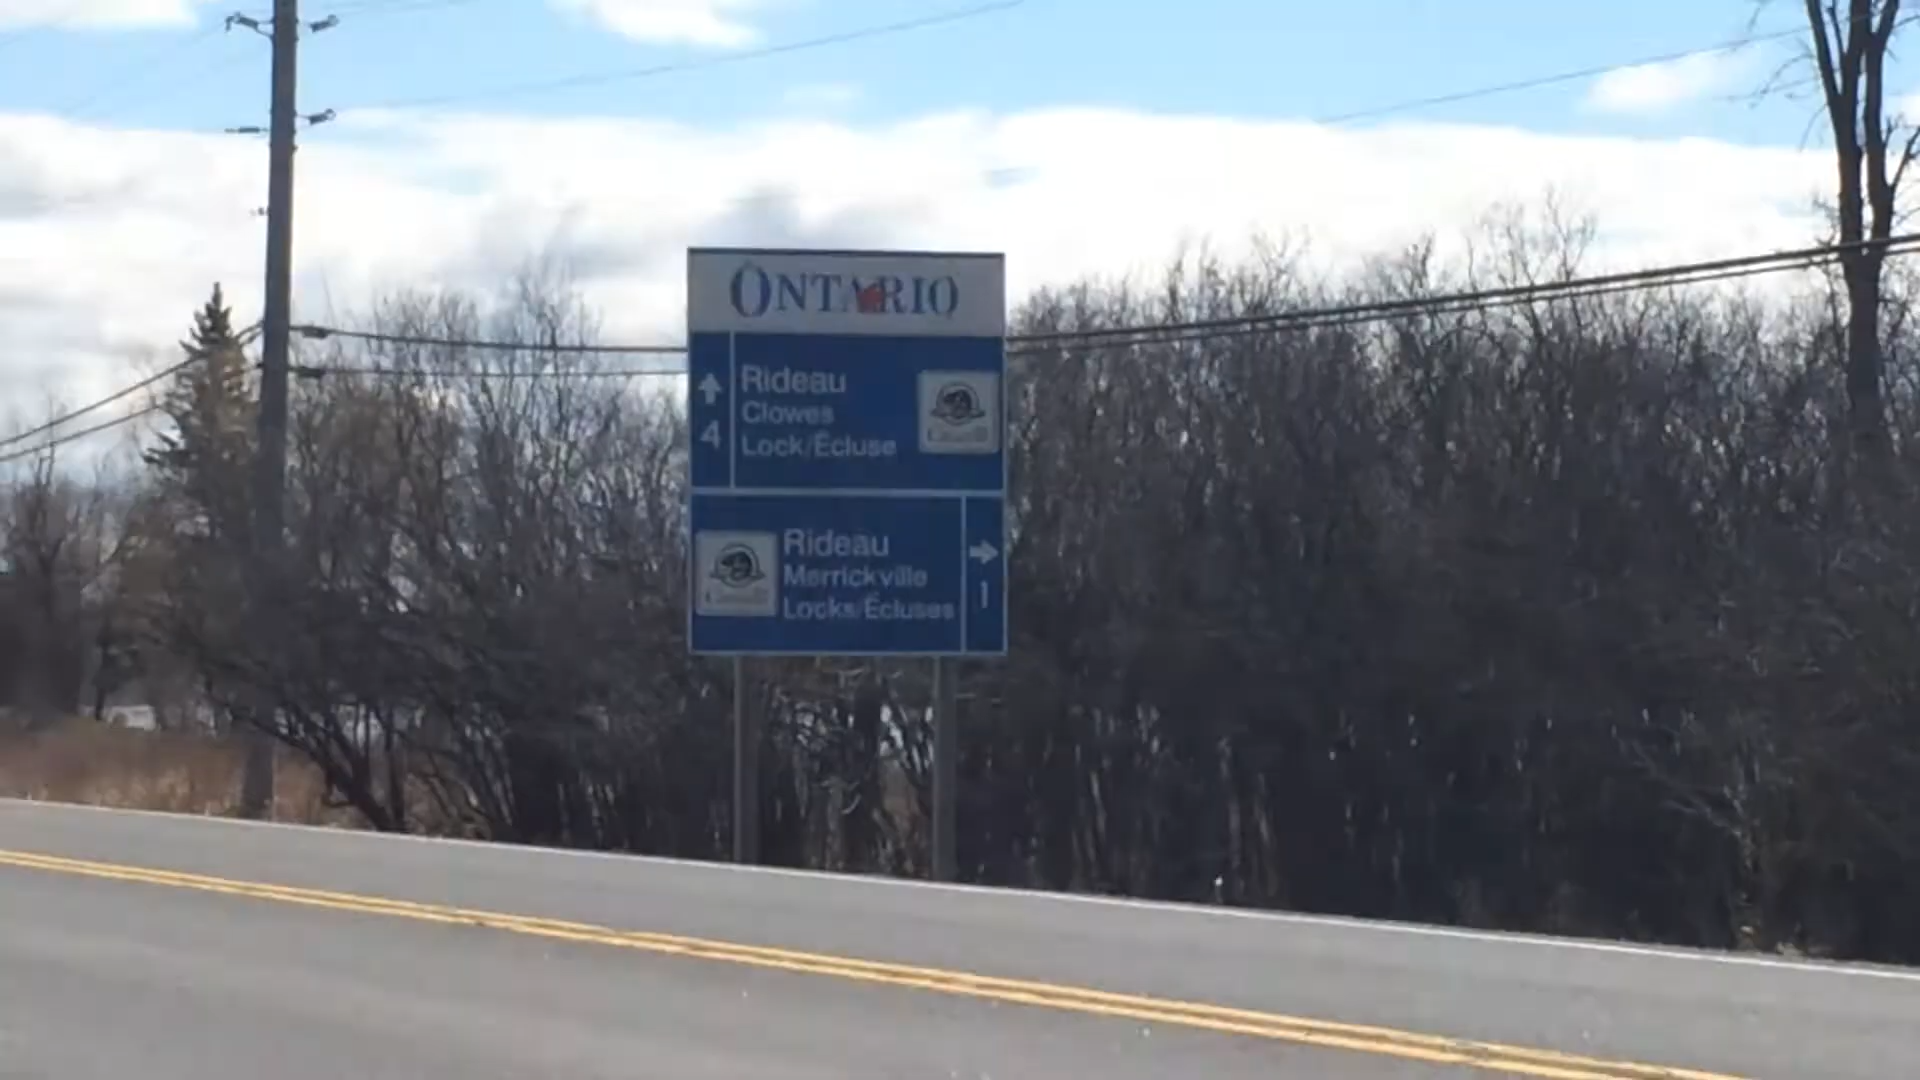 ONTARIO
Rideau
Clowes
4
Lock/Écluse
Rideau
Merrickville
1
Locks/Écluses